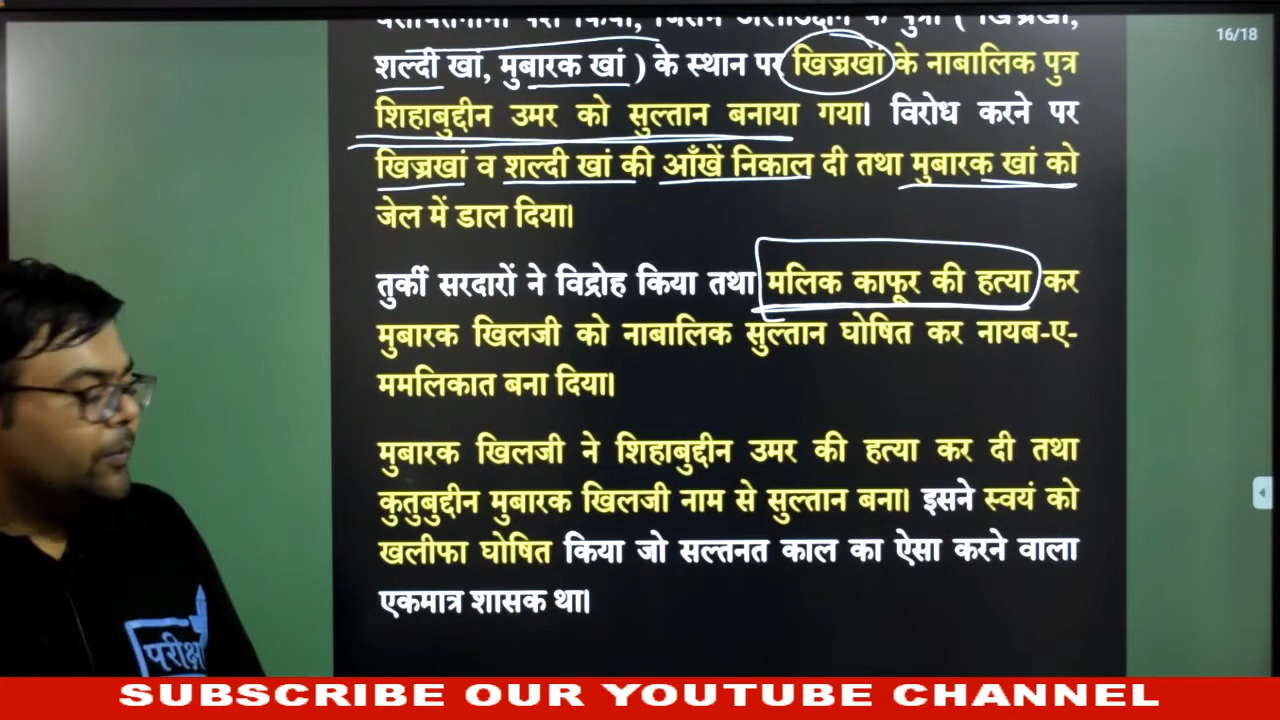 16/18
शल्दी खां, मुबारक खां ) के स्थान पर खिज्रखां के नाबालिक पुत्र
शिहाबुद्दीन उमर को सुल्तान बनाया गया। विरोध करने पर
खिज्रखां व शल्दी खां की आँखें निकाल दी तथा मुबारक खां को
जेल में डाल दिया।
तुर्की सरदारों ने विद्रोह किया तथा मलिक काफूर की हत्या कर
मुबारक खिलजी को नाबालिक सुल्तान घोषित कर नायब-ए-
ममलिकात बना दिया।
मुबारक खिलजी ने शिहाबुद्दीन उमर की हत्या कर दी तथा
कुतुबुद्दीन मुबारक खिलजी नाम से सुल्तान बना। इसने स्वयं को
खलीफा घोषित किया जो सल्तनत काल का ऐसा करने वाला
एकमात्र शासक था।
परीक्ष
SUBSCRIBE OUR YOUTUBE CHANNEL